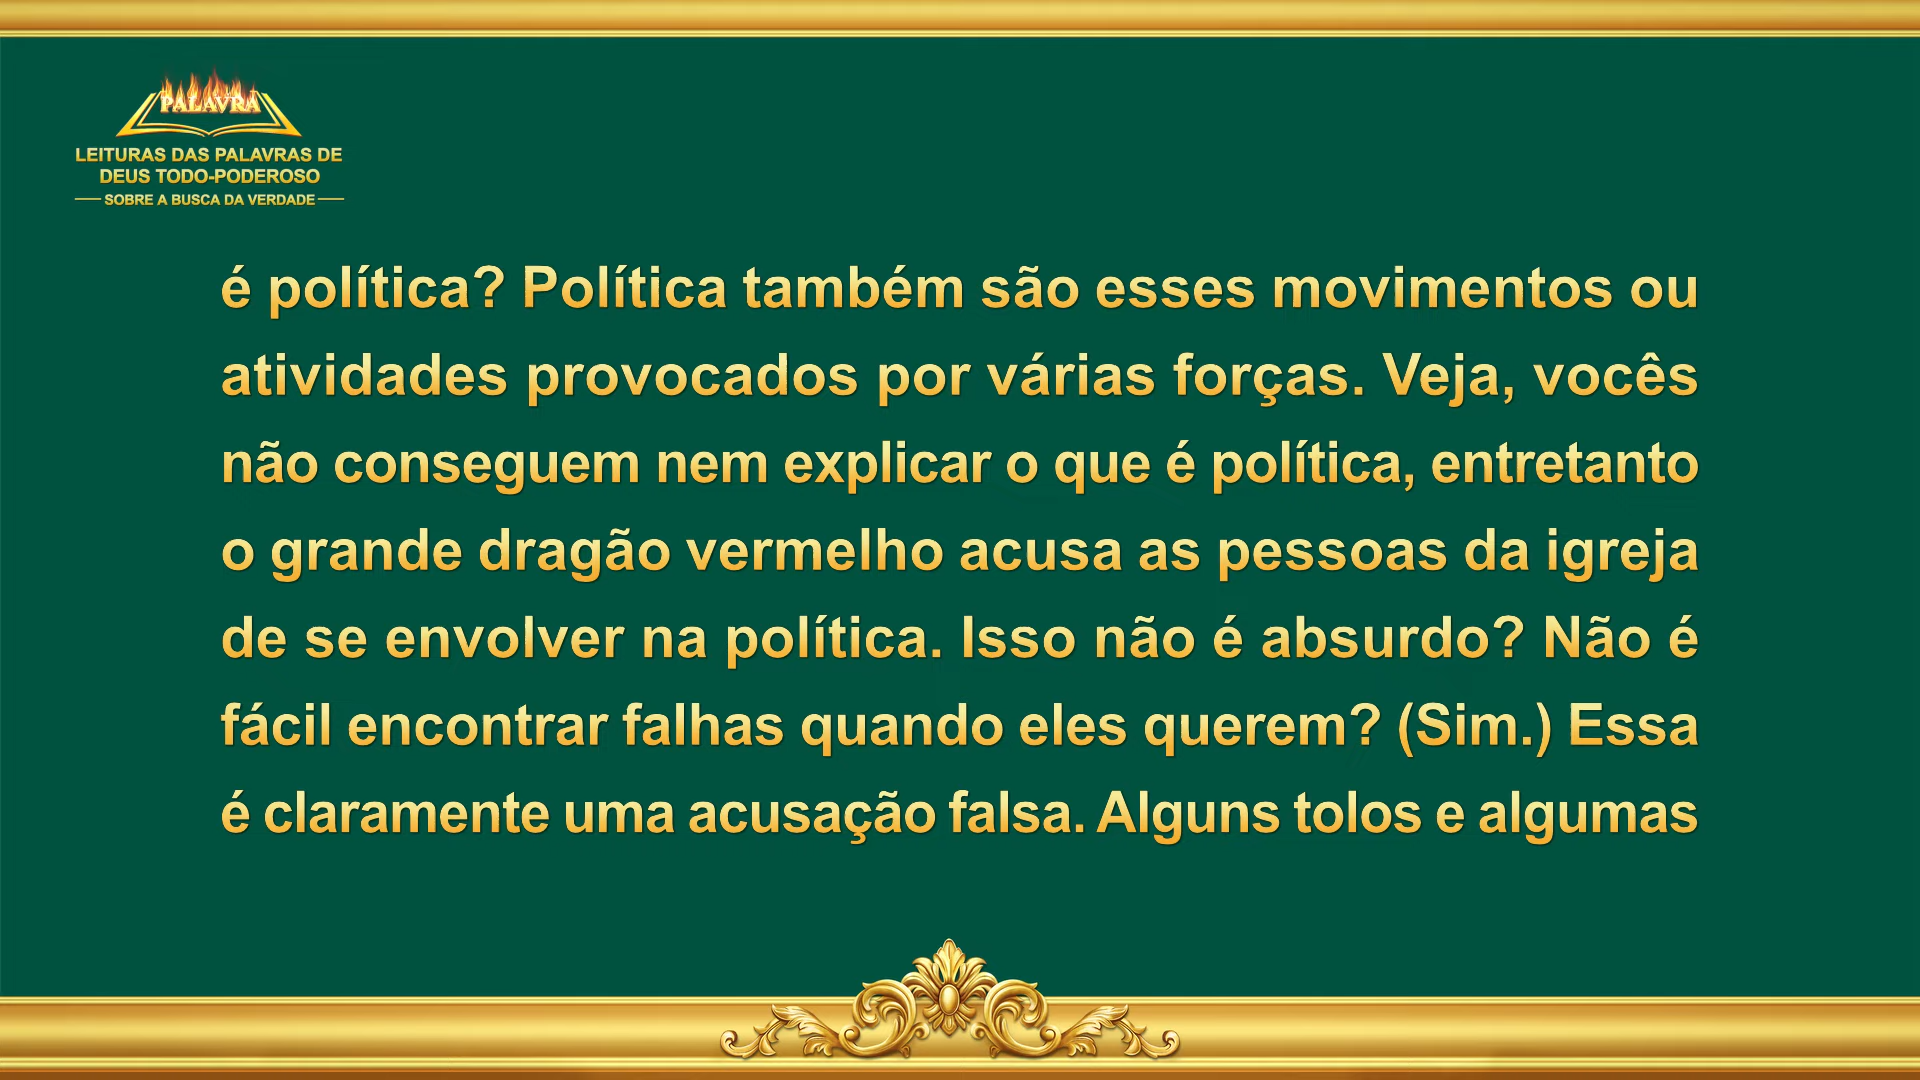 PALAVRA
LEITURAS DAS PALAVRAS DE
DEUS TODO-PODEROSO
SOBRE A BUSCA DA VERDADE
é política? Política também são esses movimentos ou
atividades provocados por várias forças. Veja, vocês
não conseguem nem explicar o que é política, entretanto
o grande dragão vermelho acusa as pessoas da igreja
de se envolver na política. Isso não é absurdo? Não é
fácil encontrar falhas quando eles querem? (Sim.) Essa
é claramente uma acusação falsa. Alguns tolos e algumas